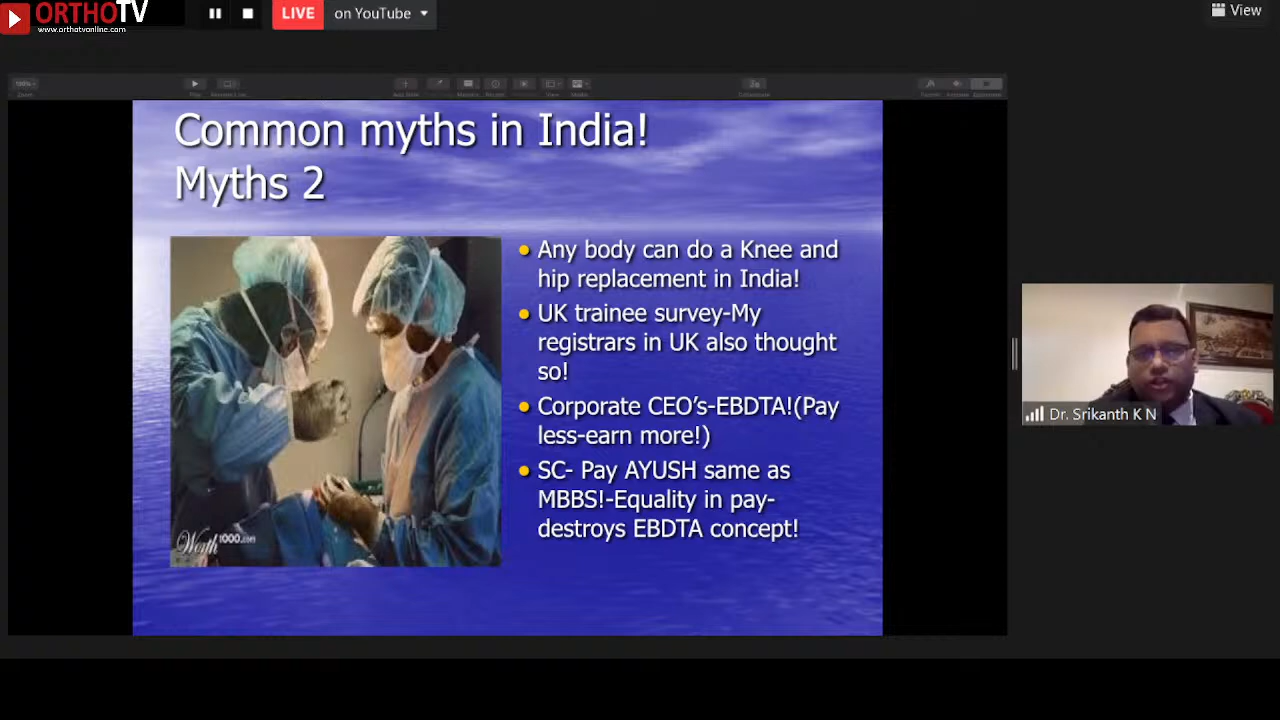 ORTHOTV
www.orthotvonline.com
LIVE
on YouTube
View
Common myths in India!
Myths 2
Any body can do a Knee and
hip replacement in India!
UK trainee survey-My
registrars in UK also thought
so!
Corporate CEO's-EBDTA!(Pay
less-earn more!)
SC- Pay AYUSH same as
MBBS!-Equality in pay-
destroys EBDTA concept!
Worth1000.com
Dr. Srikanth K N